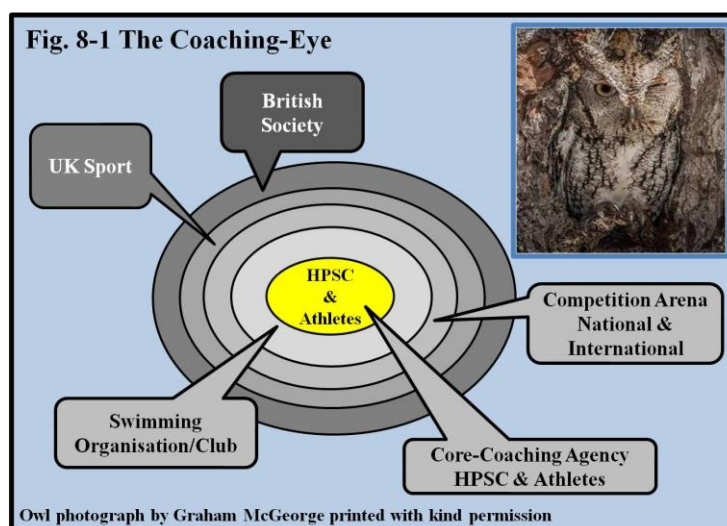 Fig. 8-1 The Coaching-Eye
British
Society
UK Sport
HPSC
&
Athletes
Competition Arena
National &
International
Swimming
Organisation/Club
Core-Coaching Agency
HPSC & Athletes
Owl photograph by Graham McGeorge printed with kind permission